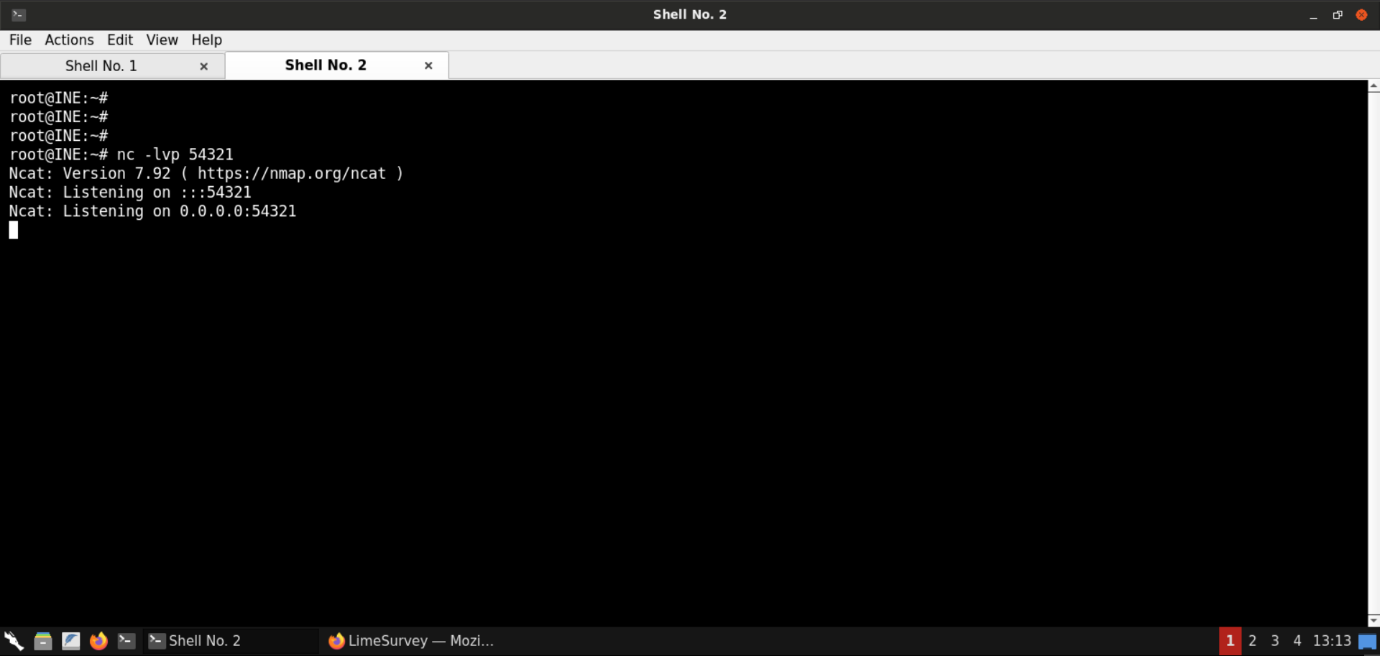 Shell No. 2
File Actions Edit View Help
Shell No. 1
Shell No. 2
root@INE:~#
root@INE:~#
root@INE:~#
root@INE:~# nc -lvp 54321
Ncat: Version 7.92 ( https://nmap.org/ncat )
Ncat: Listening on :::54321
Ncat: Listening on 0.0.0.0:54321
Shell No. 2 LimeSurvey — Mozi... 1 2 3 4 13:13